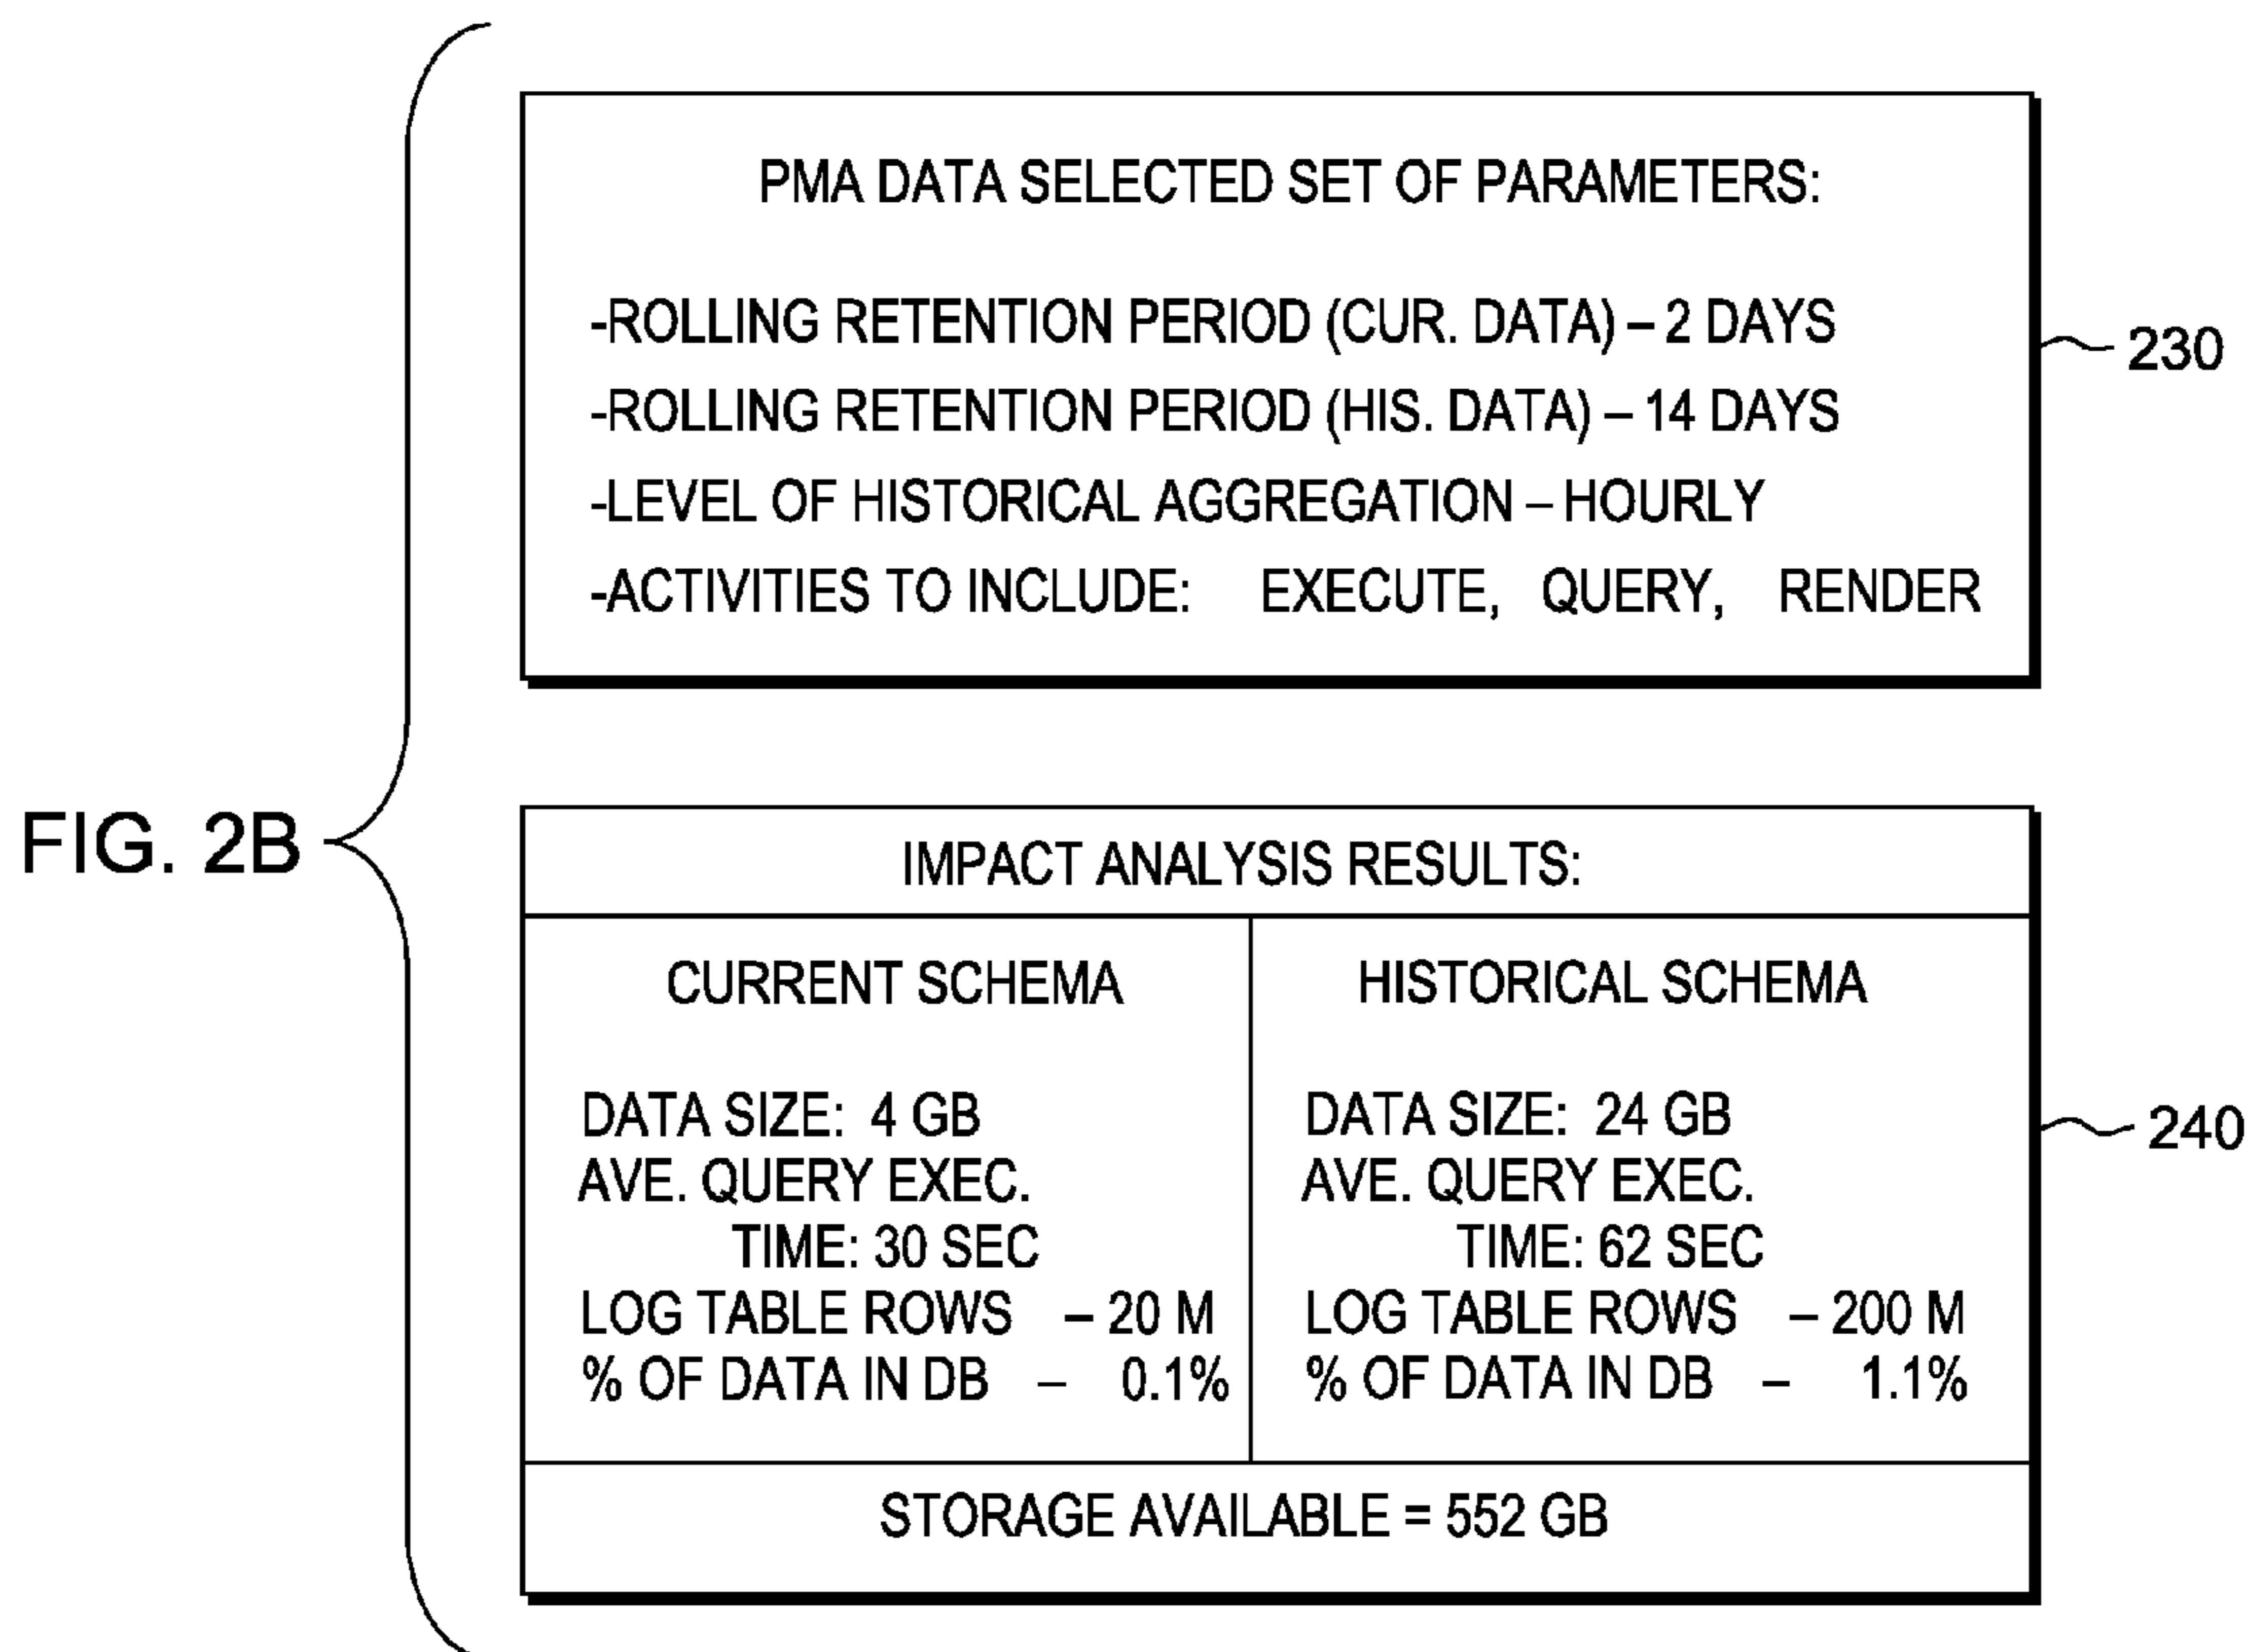 PMA DATA SELECTED SET OF PARAMETERS:
-ROLLING RETENTION PERIOD (CUR. DATA) – 2 DAYS
-ROLLING RETENTION PERIOD (HIS. DATA) – 14 DAYS
-LEVEL OF HISTORICAL AGGREGATION – HOURLY
-ACTIVITIES TO INCLUDE: EXECUTE, QUERY, RENDER
230
FIG. 2B
IMPACT ANALYSIS RESULTS:
CURRENT SCHEMA
DATA SIZE: 4 GB
AVE. QUERY EXEC.
TIME: 30 SEC
LOG TABLE ROWS – 20 M
% OF DATA IN DB – 0.1%
HISTORICAL SCHEMA
DATA SIZE: 24 GB
AVE. QUERY EXEC.
TIME: 62 SEC
LOG TABLE ROWS – 200 M
% OF DATA IN DB – 1.1%
240
STORAGE AVAILABLE = 552 GB